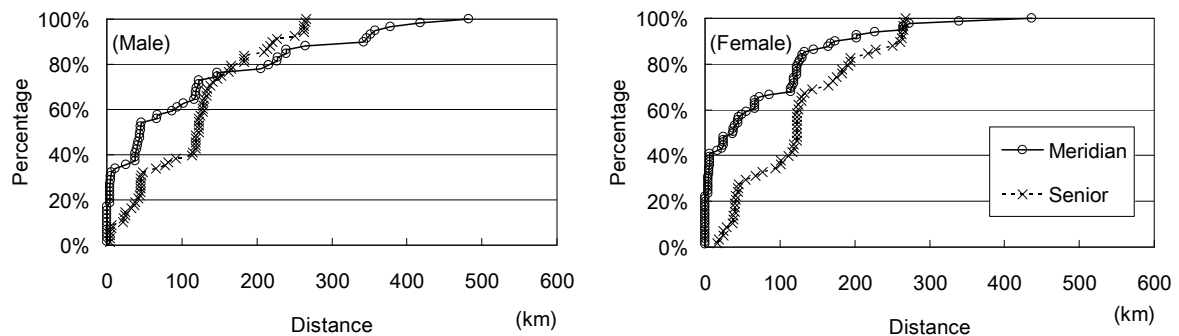 100%
80%
60%
40%
20%
0%
Percentage
(Male)
0 100 200 300 400 500 600
Distance
(km)
100%
80%
60%
40%
20%
0%
Percentage
(Female)
Meridian
Senior
0 100 200 300 400 500 600
Distance
(km)